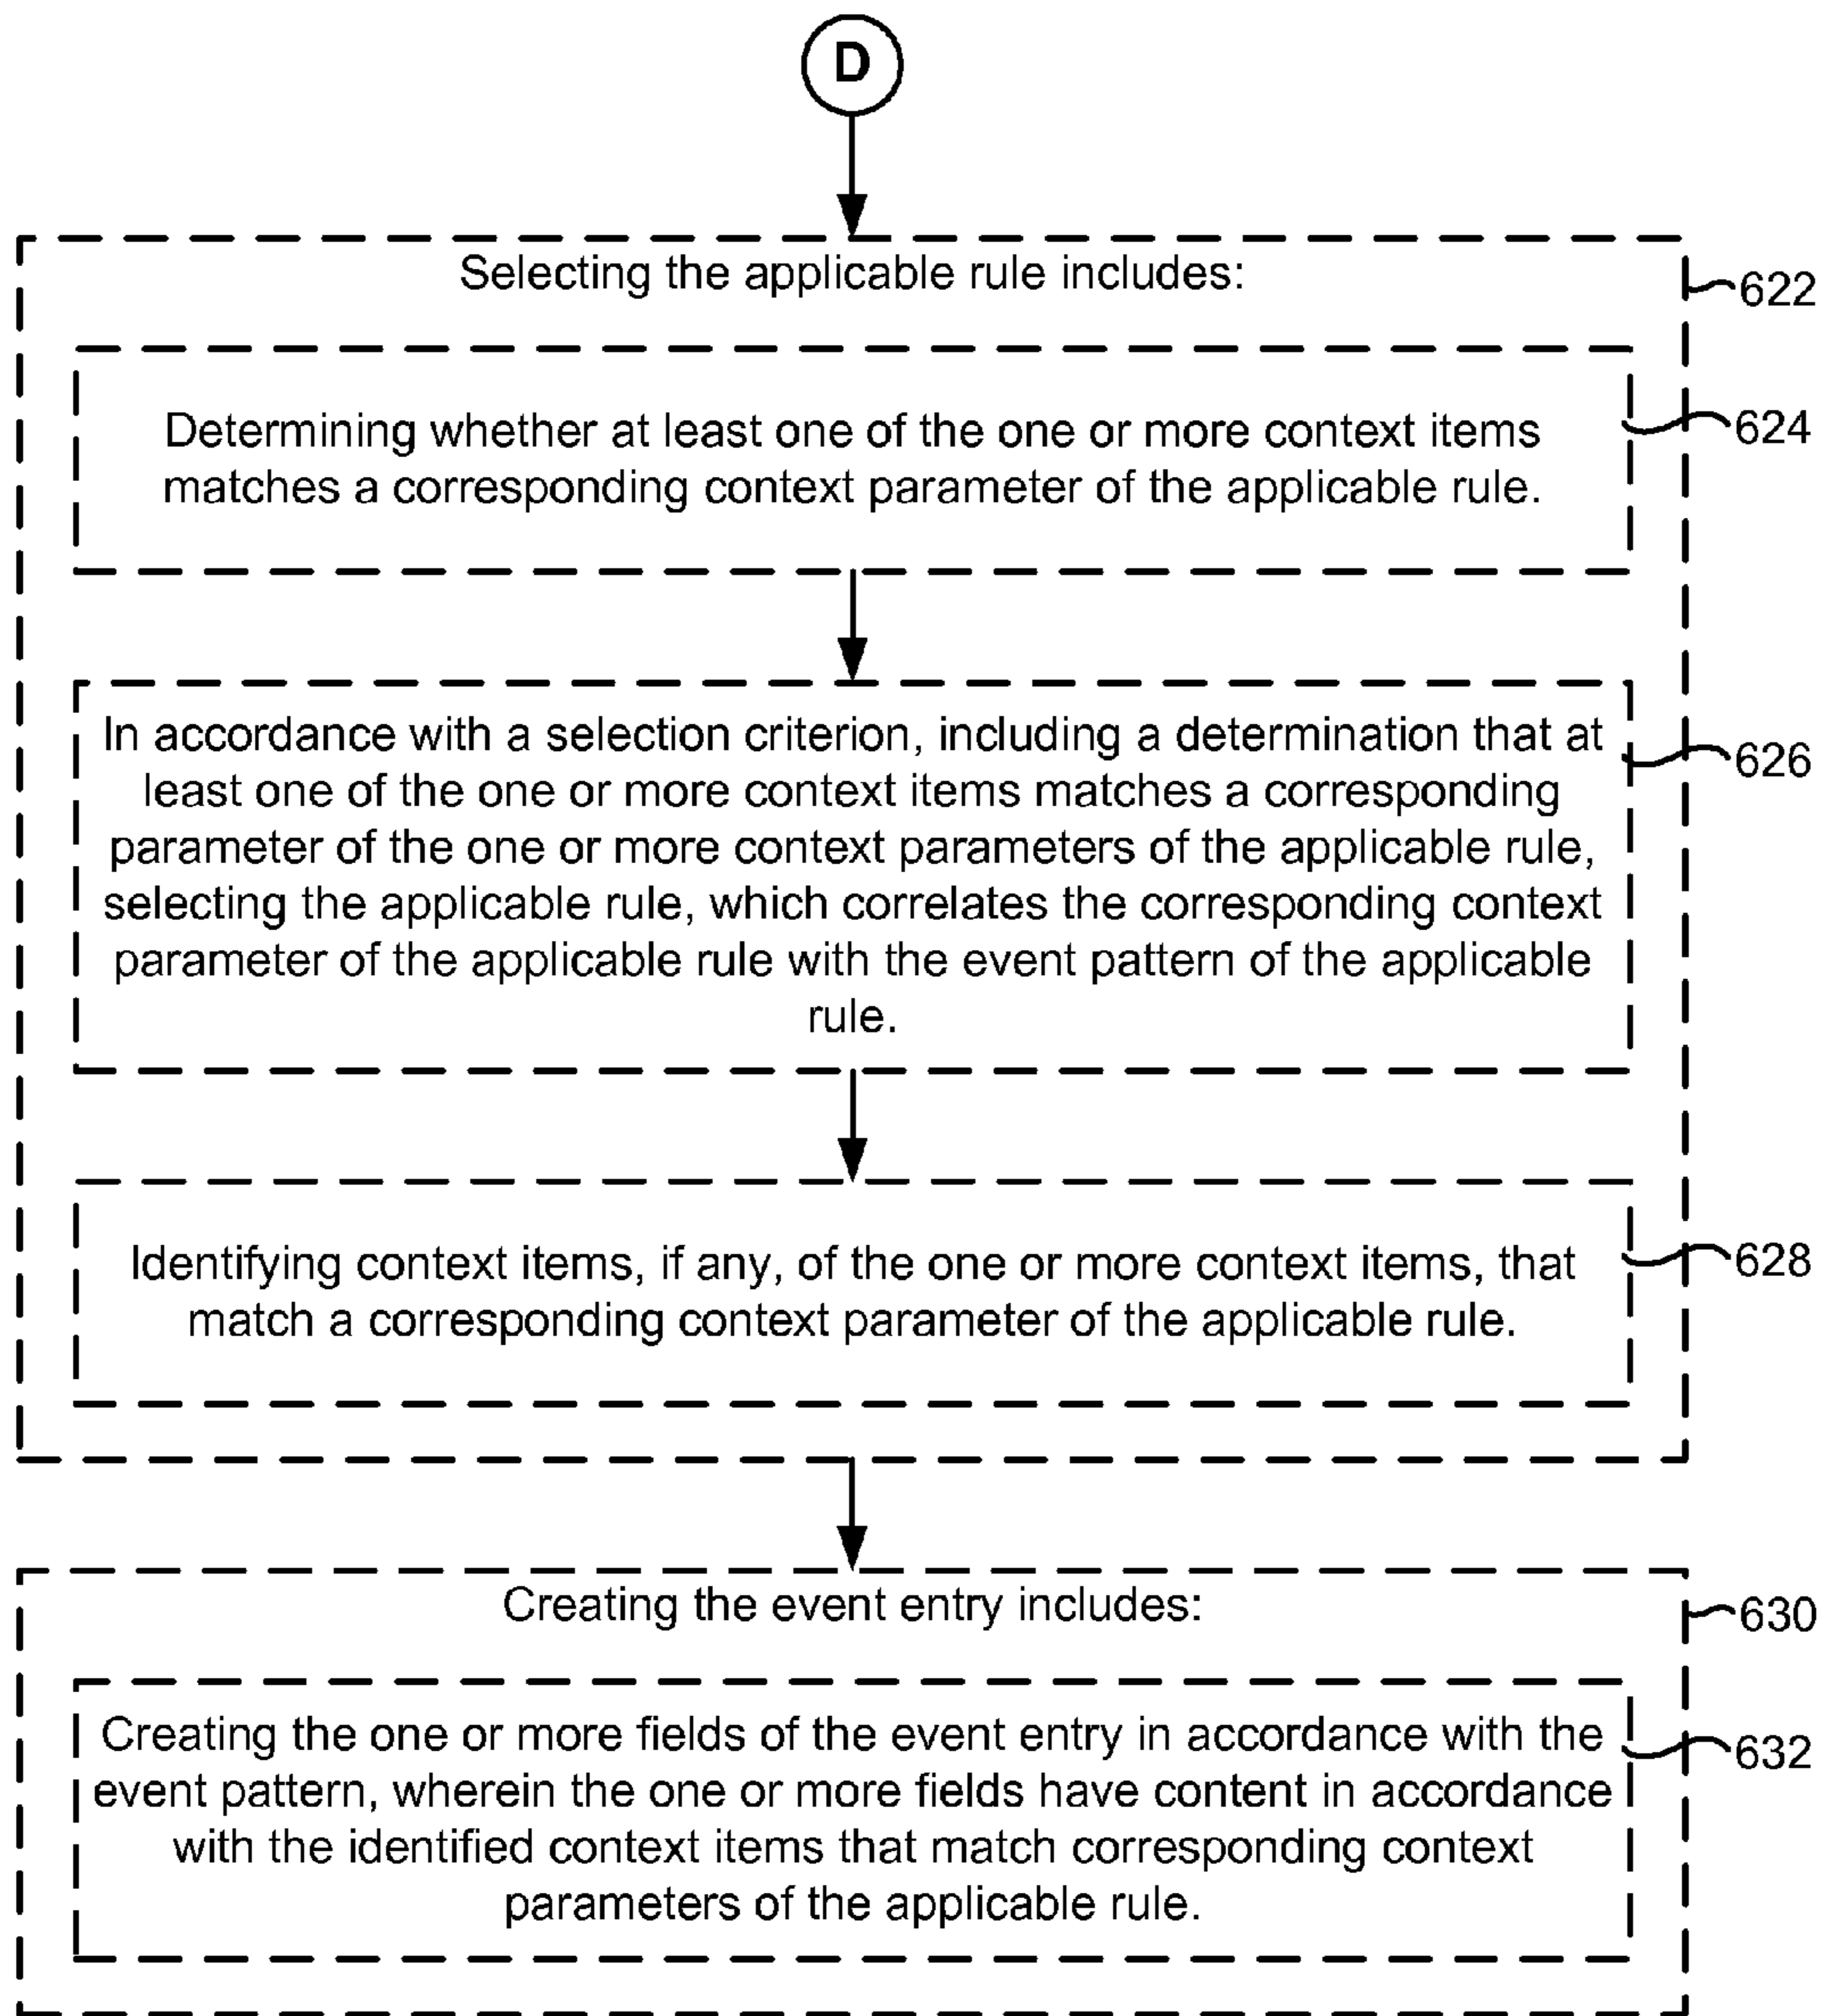 D
Selecting the applicable rule includes:
622
Determining whether at least one of the one or more context items
matches a corresponding context parameter of the applicable rule.
624
In accordance with a selection criterion, including a determination that at
least one of the one or more context items matches a corresponding
parameter of the one or more context parameters of the applicable rule,
selecting the applicable rule, which correlates the corresponding context
parameter of the applicable rule with the event pattern of the applicable
rule.
626
Identifying context items, if any, of the one or more context items, that
match a corresponding context parameter of the applicable rule.
628
Creating the event entry includes:
630
Creating the one or more fields of the event entry in accordance with the
event pattern, wherein the one or more fields have content in accordance
with the identified context items that match corresponding context
parameters of the applicable rule.
632